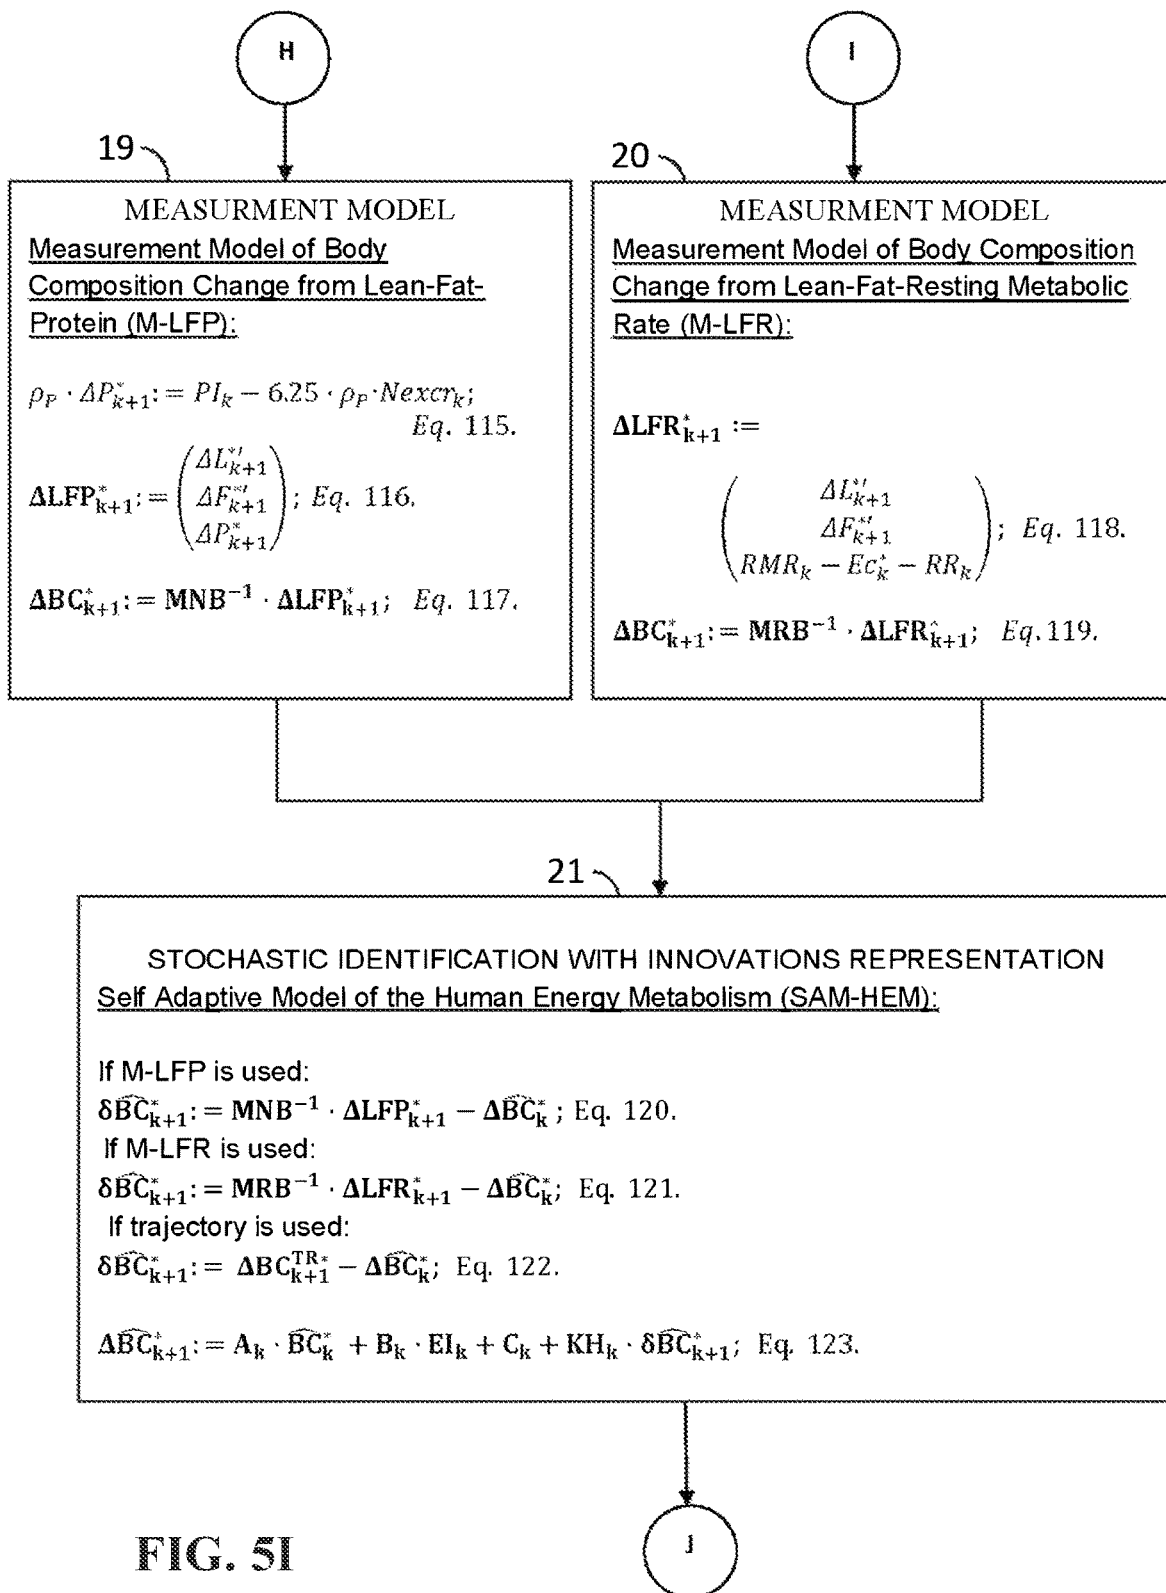 H
I
19
20
MEASURMENT MODEL
Measurement Model of Body
Composition Change from Lean-Fat-
Protein (M-LFP):
ρ_P · ΔP*_{k+1} := PI_k − 6.25 · ρ_P · Nexcr_k;
Eq. 115.
ΔLFP*_{k+1} := (ΔL*′_{k+1}
ΔF*′_{k+1}
ΔP*_{k+1}); Eq. 116.
ΔBC*_{k+1} := MNB⁻¹ · ΔLFP*_{k+1}; Eq. 117.
MEASURMENT MODEL
Measurement Model of Body Composition
Change from Lean-Fat-Resting Metabolic
Rate (M-LFR):
ΔLFR*_{k+1} :=
(ΔL*′_{k+1}
ΔF*′_{k+1}
RMR_k − Ec*_k − RR_k); Eq. 118.
ΔBC*_{k+1} := MRB⁻¹ · ΔLFR*_{k+1}; Eq.119.
21
STOCHASTIC IDENTIFICATION WITH INNOVATIONS REPRESENTATION
Self Adaptive Model of the Human Energy Metabolism (SAM-HEM):
If M-LFP is used:
δB̂C*_{k+1} := MNB⁻¹ · ΔLFP*_{k+1} − ΔB̂C*_k; Eq. 120.
If M-LFR is used:
δB̂C*_{k+1} := MRB⁻¹ · ΔLFR*_{k+1} − ΔB̂C*_k; Eq. 121.
If trajectory is used:
δB̂C*_{k+1} := ΔBC^{TR*}_{k+1} − ΔB̂C*_k; Eq. 122.
ΔB̂C*_{k+1} := A_k · B̂C*_k + B_k · EI_k + C_k + KH_k · δB̂C*_{k+1}; Eq. 123.
J
FIG. 5I